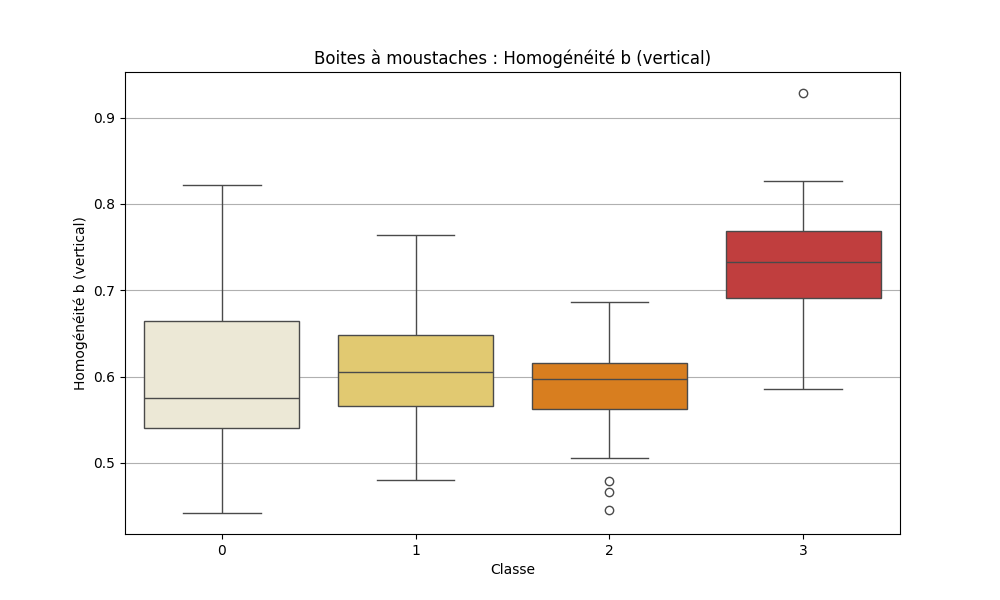 Boites à moustaches : Homogénéité b (vertical)
Homogénéité b (vertical)
0.9
0.8
0.7
0.6
0.5
0 1 2 3
Classe